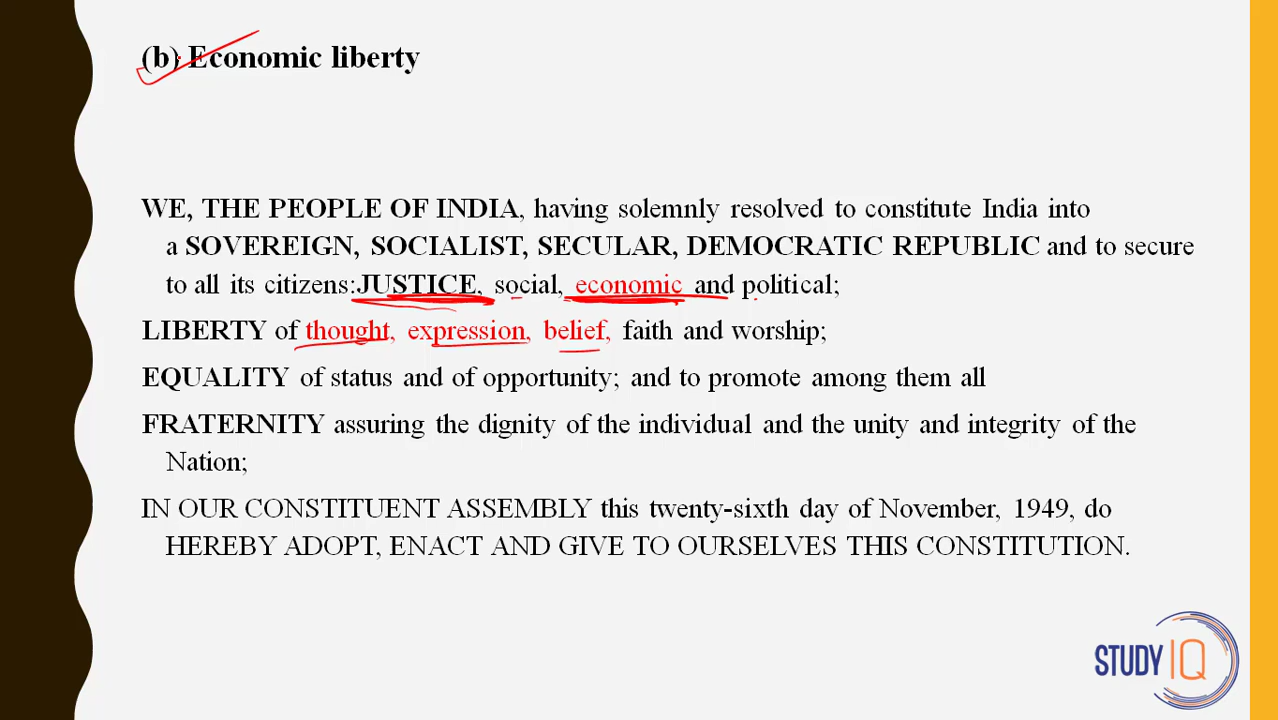 (b) Economic liberty
WE, THE PEOPLE OF INDIA, having solemnly resolved to constitute India into
a SOVEREIGN, SOCIALIST, SECULAR, DEMOCRATIC REPUBLIC and to secure
to all its citizens:JUSTICE, social, economic and political;
LIBERTY of thought, expression, belief, faith and worship;
EQUALITY of status and of opportunity; and to promote among them all
FRATERNITY assuring the dignity of the individual and the unity and integrity of the
Nation;
IN OUR CONSTITUENT ASSEMBLY this twenty-sixth day of November, 1949, do
HEREBY ADOPT, ENACT AND GIVE TO OURSELVES THIS CONSTITUTION.
STUDY IQ